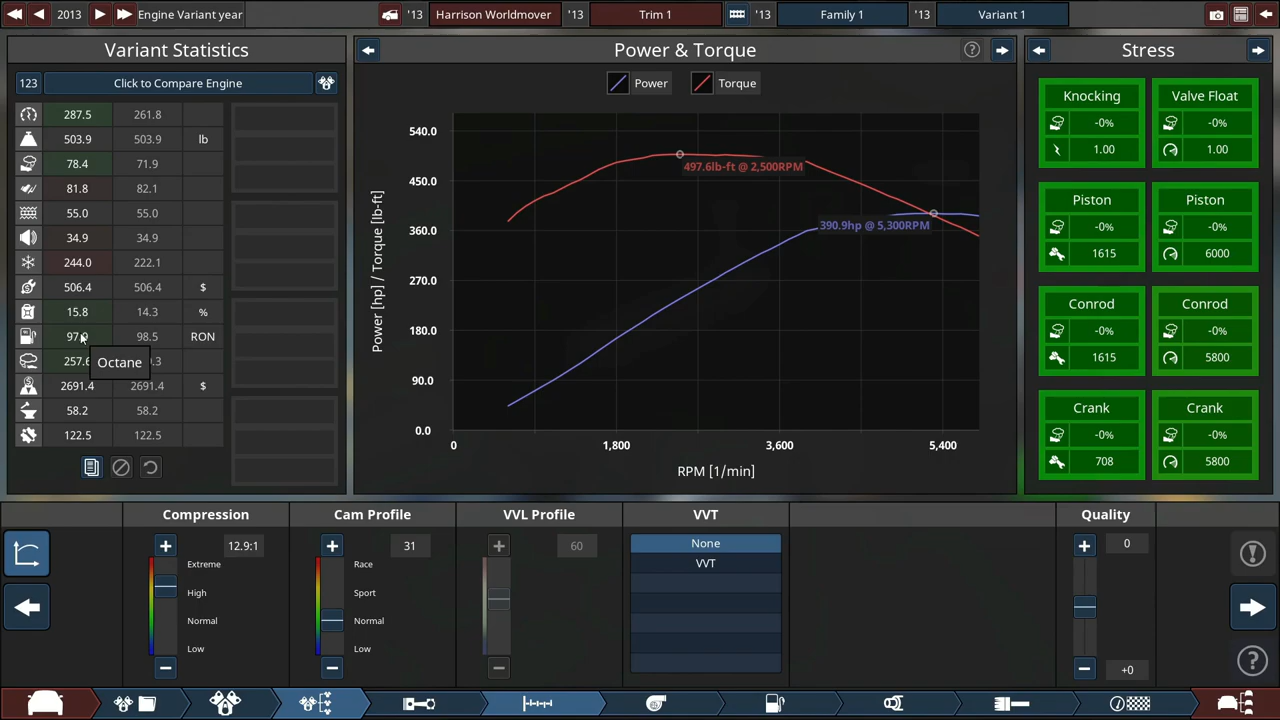 2013 Engine Variant year '13 Harrison Worldmover '13 Trim 1 '13 Family 1 '13 Variant 1
Variant Statistics
123 Click to Compare Engine
287.5 261.8
503.9 503.9 lb
78.4 71.9
81.8 82.1
55.0 55.0
34.9 34.9
244.0 222.1
506.4 506.4 $
15.8 14.3 %
98.5 RON
Octane
2691.4 2691.4 $
58.2 58.2
122.5 122.5
Power & Torque
?
Power Torque
Power [hp] / Torque [lb-ft]
540.0
450.0
360.0
270.0
180.0
90.0
0.0
497.6lb-ft @ 2,500RPM
390.9hp @ 5,300RPM
0 1,800 3,600 5,400
RPM [1/min]
Stress
Knocking Valve Float
-0% -0%
1.00 1.00
Piston Piston
-0% -0%
1615 6000
Conrod Conrod
-0% -0%
1615 5800
Crank Crank
-0% -0%
708 5800
Compression
12.9:1
Extreme
High
Normal
Low
Cam Profile
31
Race
Sport
Normal
Low
VVL Profile
60
VVT
None
VVT
Quality
0
+0
?